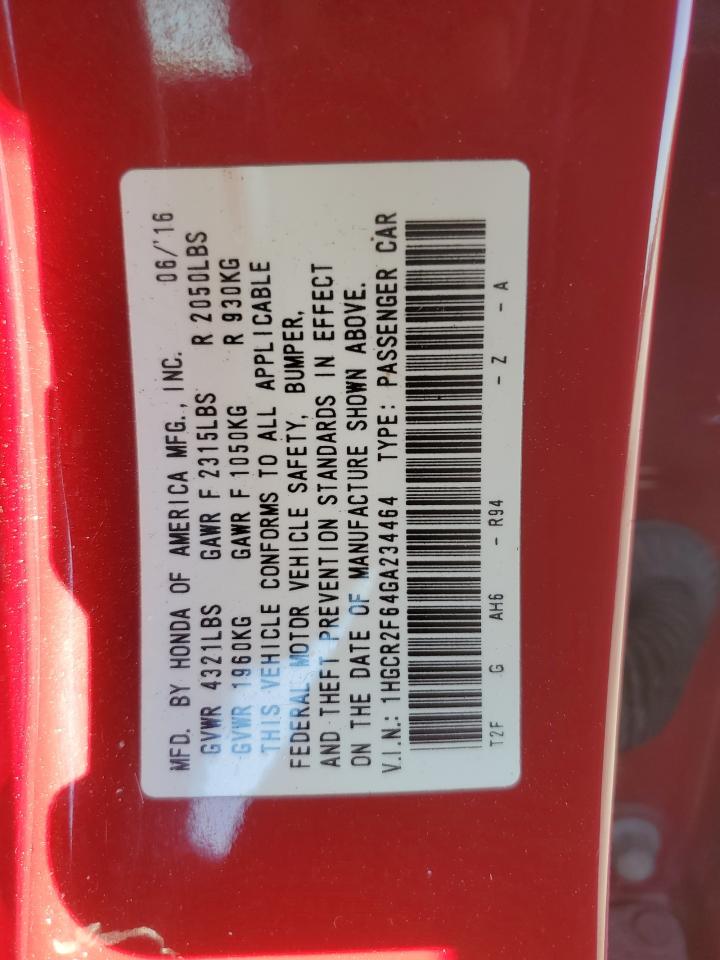 MFD. BY HONDA OF AMERICA MFG., INC. 06/'16
GVWR 4321LBS GAWR F 2315LBS R 2050LBS
GVWR 1960KG GAWR F 1050KG R 930KG
THIS VEHICLE CONFORMS TO ALL APPLICABLE
FEDERAL MOTOR VEHICLE SAFETY, BUMPER,
AND THEFT PREVENTION STANDARDS IN EFFECT
ON THE DATE OF MANUFACTURE SHOWN ABOVE.
V.I.N.: 1HGCR2F64GA234464 TYPE: PASSENGER CAR
T2F G AH6 - R94 - Z - A